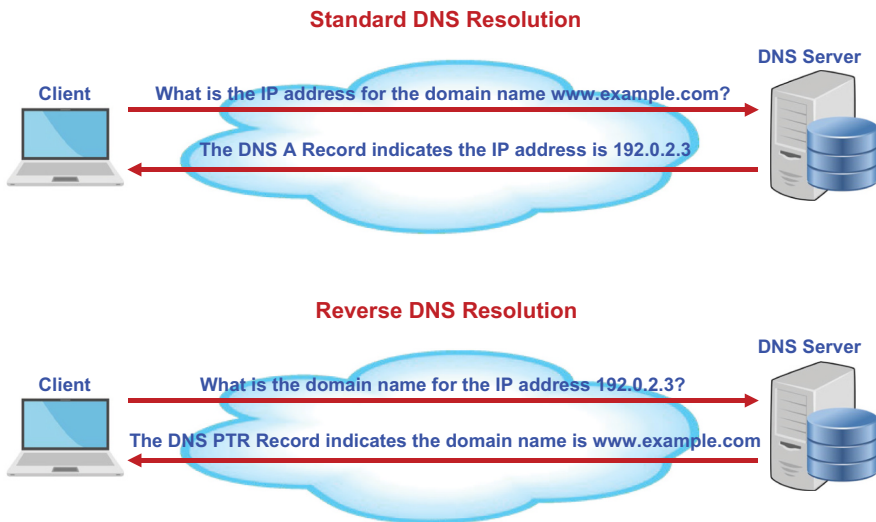 Standard DNS Resolution
DNS Server
Client
What is the IP address for the domain name www.example.com?
The DNS A Record indicates the IP address is 192.0.2.3
Reverse DNS Resolution
DNS Server
Client
What is the domain name for the IP address 192.0.2.3?
The DNS PTR Record indicates the domain name is www.example.com